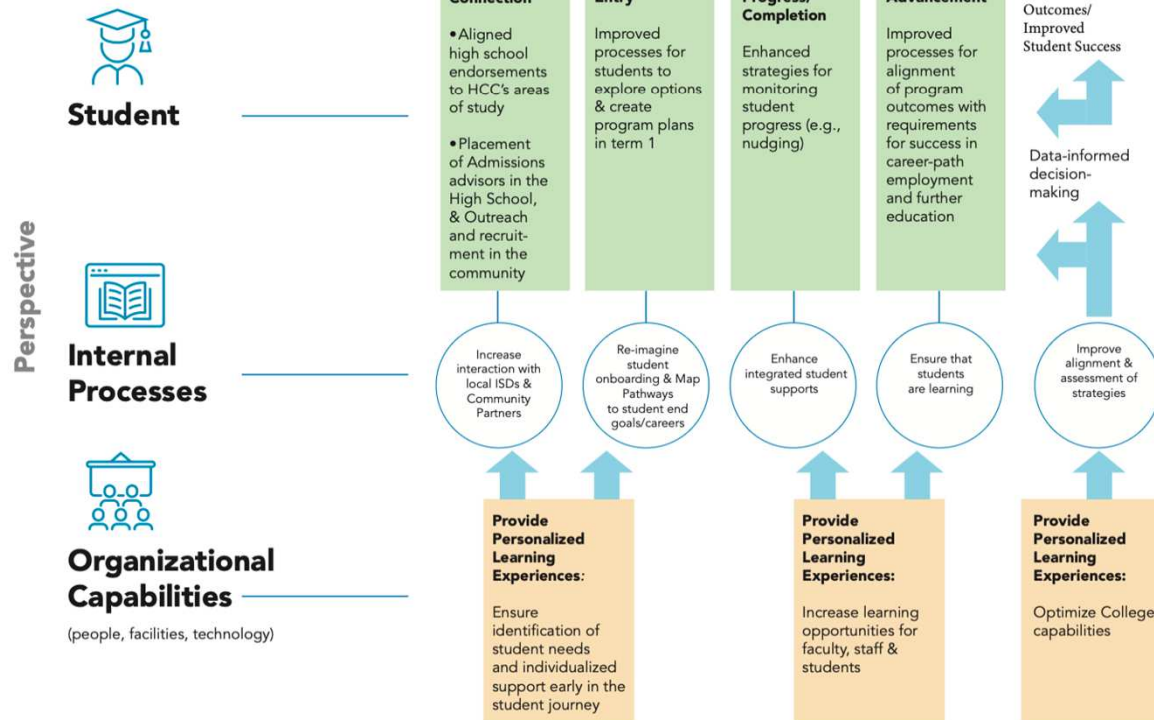 Connection
• Aligned
high school
endorsements
to HCC's areas
of study
• Placement
of Admissions
advisors in the
High School,
& Outreach
and recruit-
ment in the
community
Entry
Improved
processes for
students to
explore options
& create
program plans
in term 1
Progress/
Completion
Enhanced
strategies for
monitoring
student
progress (e.g.,
nudging)
Advancement
Improved
processes for
alignment
of program
outcomes with
requirements
for success in
career-path
employment
and further
education
Outcomes/
Improved
Student Success
Data-informed
decision-
making
Perspective
Student
Internal
Processes
Increase
interaction with
local ISDs &
Community
Partners
Re-imagine
student
onboarding & Map
Pathways
to student end
goals/careers
Enhance
integrated student
supports
Ensure that
students
are learning
Improve
alignment &
assessment of
strategies
Organizational
Capabilities
(people, facilities, technology)
Provide
Personalized
Learning
Experiences:
Ensure
identification of
student needs
and individualized
support early in the
student journey
Provide
Personalized
Learning
Experiences:
Increase learning
opportunities for
faculty, staff &
students
Provide
Personalized
Learning
Experiences:
Optimize College
capabilities